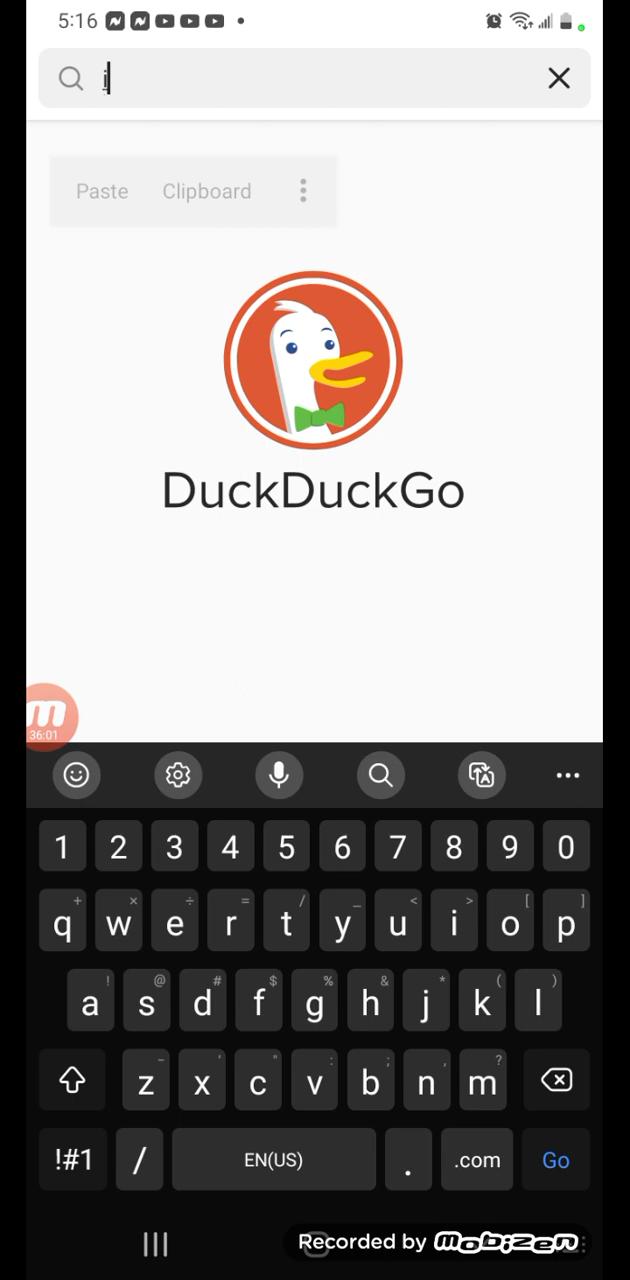 5:16
j
Paste Clipboard
DuckDuckGo
m
36:01
1 2 3 4 5 6 7 8 9 0
+ × ÷ = / _ < > [ ]
q w e r t y u i o p
! @ # $ % & * ( )
a s d f g h j k l
- ' " : ; , ?
z x c v b n m
!#1 / EN(US) . .com Go
Recorded by mobizen